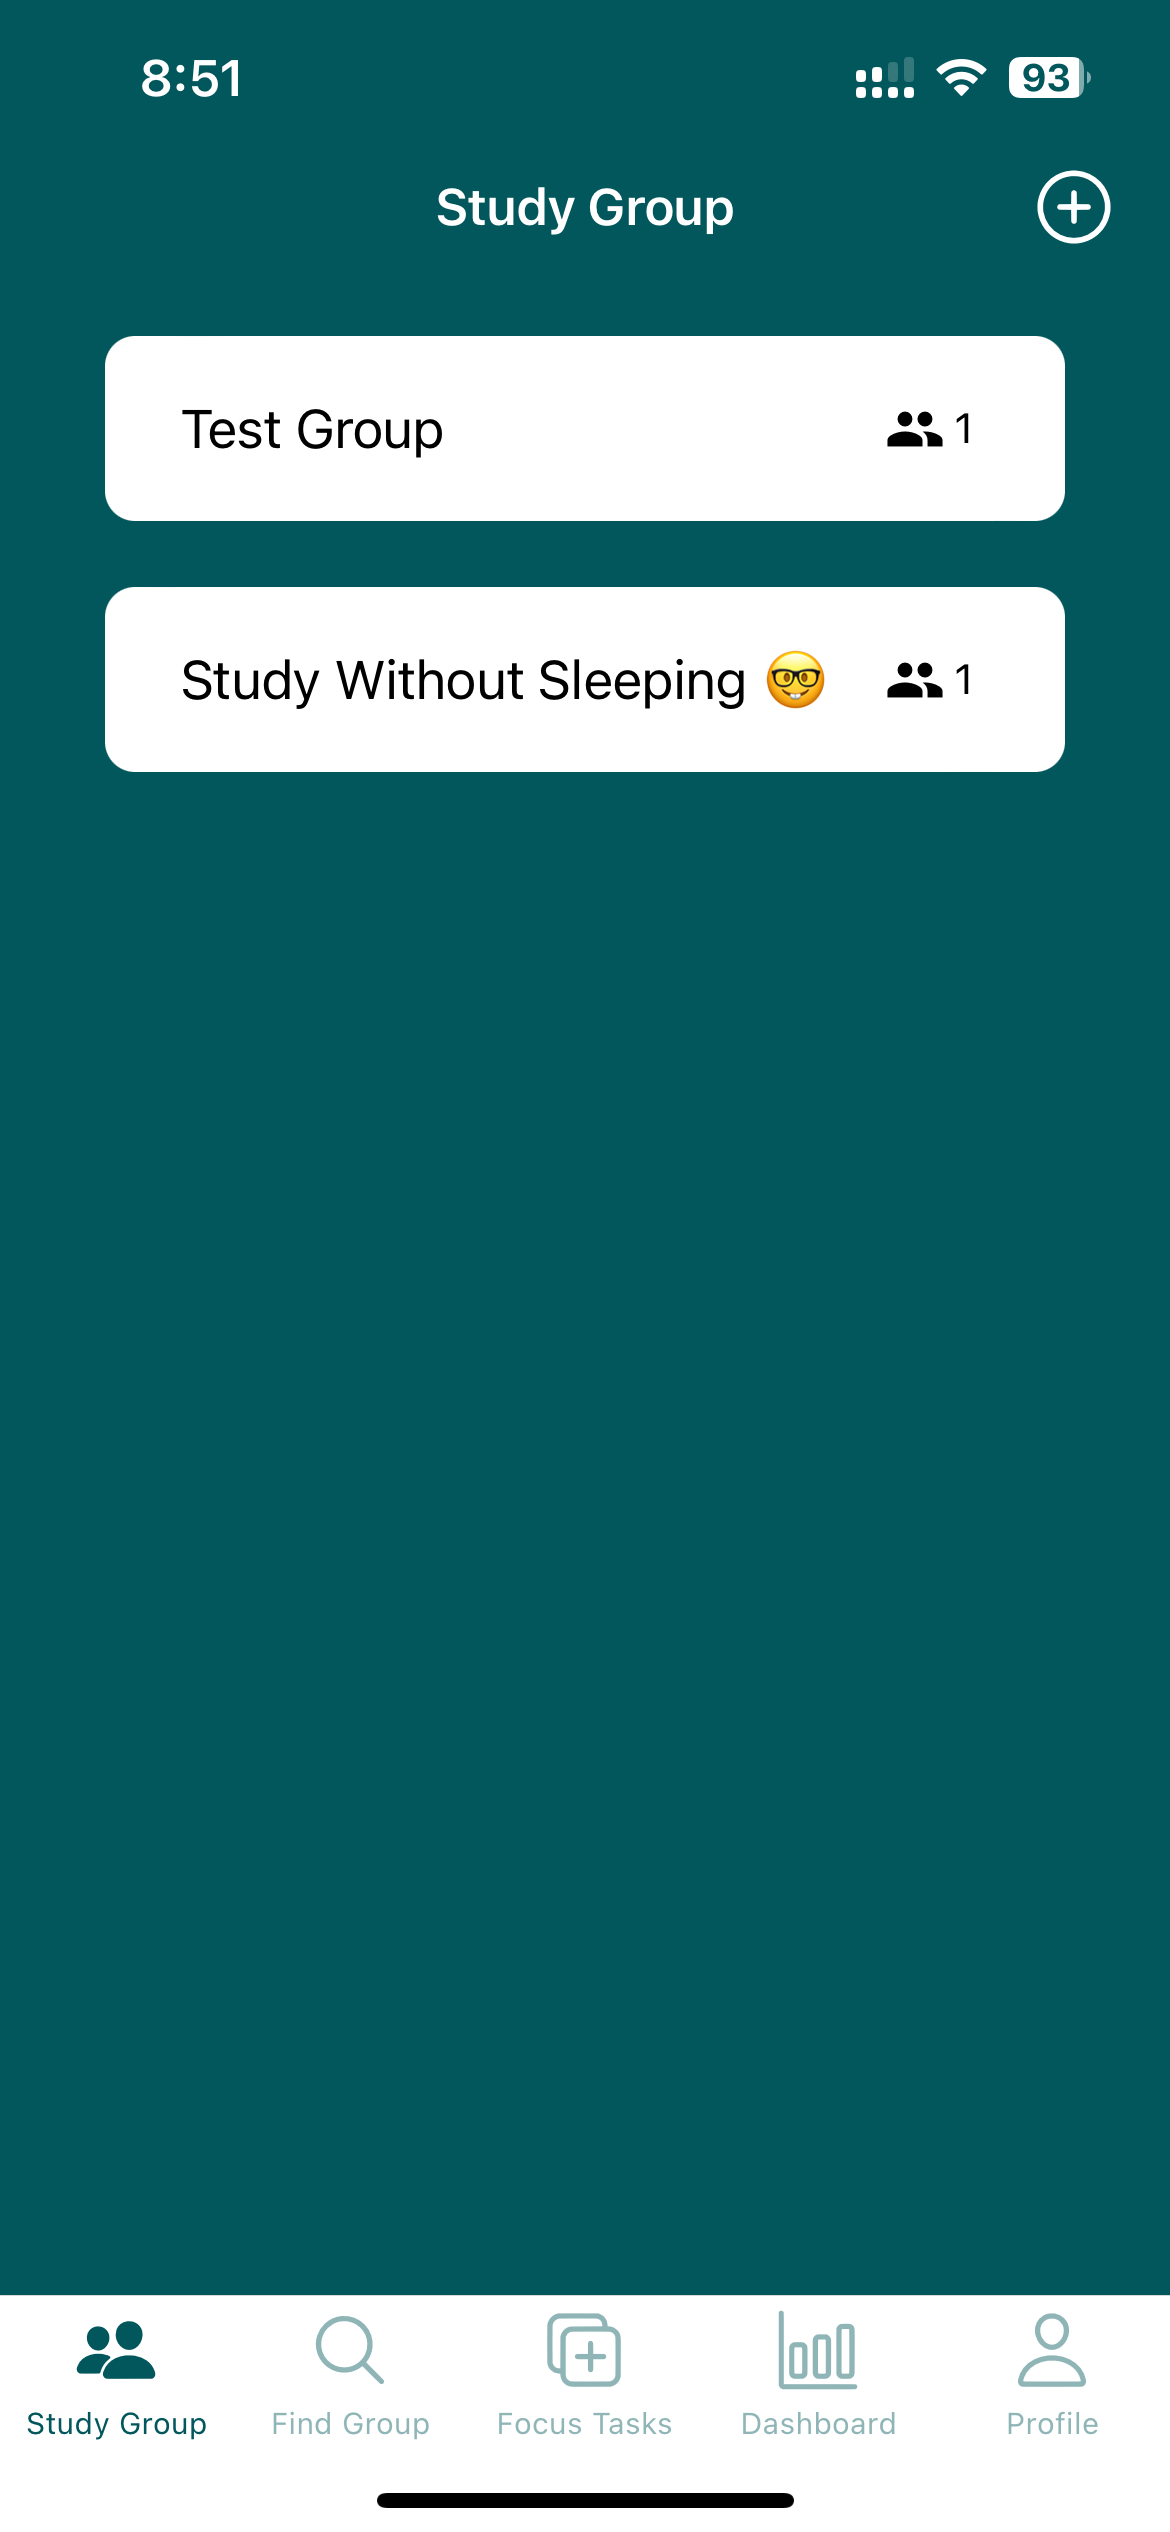 8:51 93
Study Group
Test Group 1
Study Without Sleeping 🤓 1
Study Group Find Group Focus Tasks Dashboard Profile